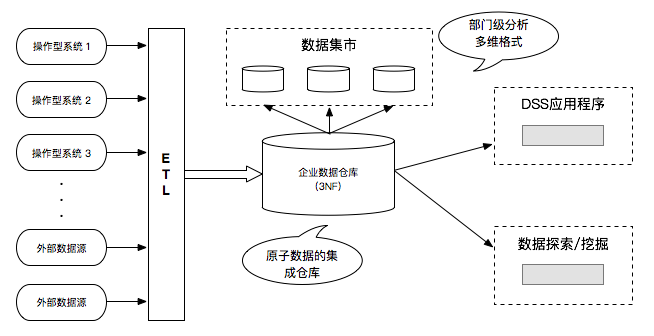 操作型系统 1
操作型系统 2
操作型系统 3
·
·
·
外部数据源
外部数据源
E
T
L
数据集市
部门级分析
多维格式
企业数据仓库
（3NF）
原子数据的集
成仓库
DSS应用程序
数据探索/挖掘